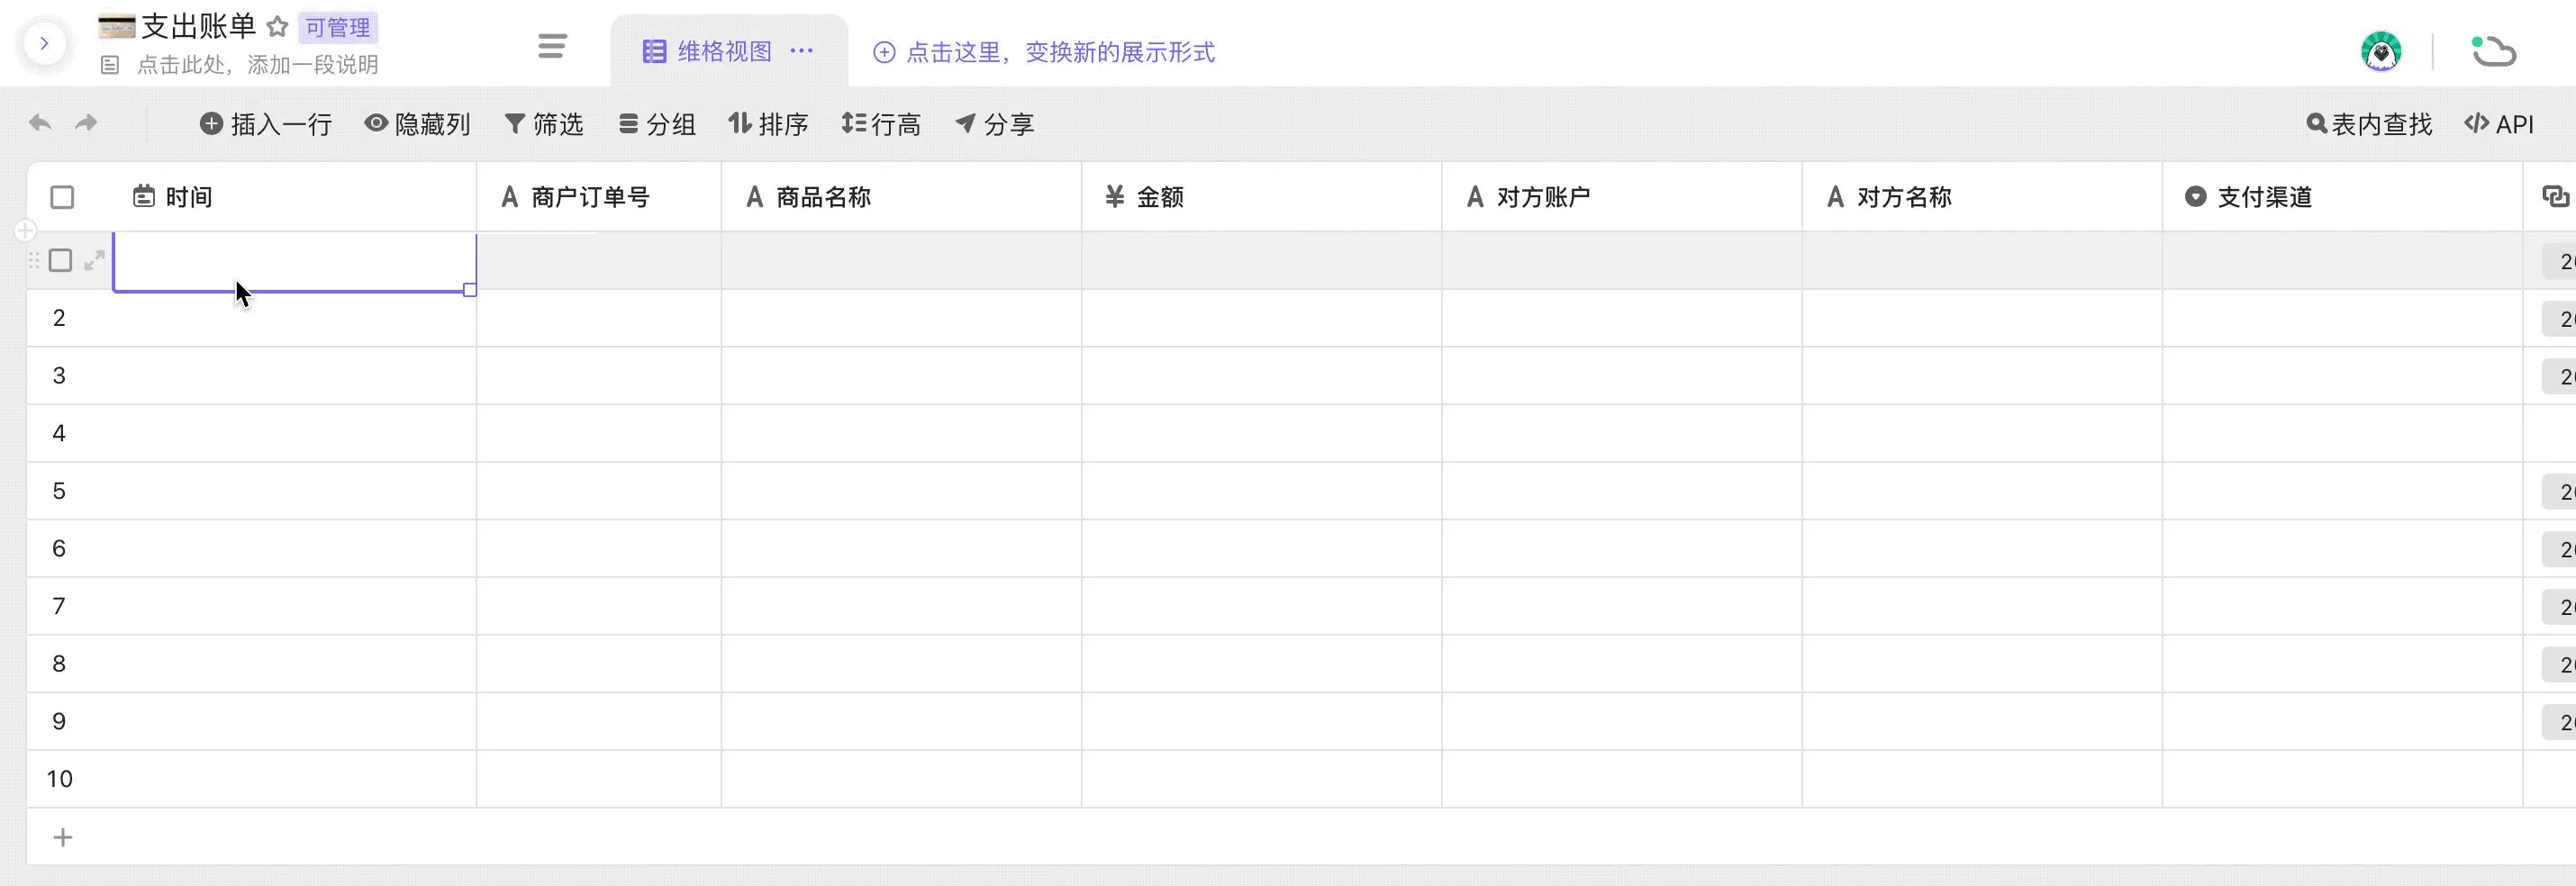 支出账单 可管理
点击此处，添加一段说明
维格视图 ···
点击这里，变换新的展示形式
插入一行 隐藏列 筛选 分组 排序 行高 分享 表内查找 API
时间 商户订单号 商品名称 金额 对方账户 对方名称 支付渠道
2
3
4
5
6
7
8
9
10